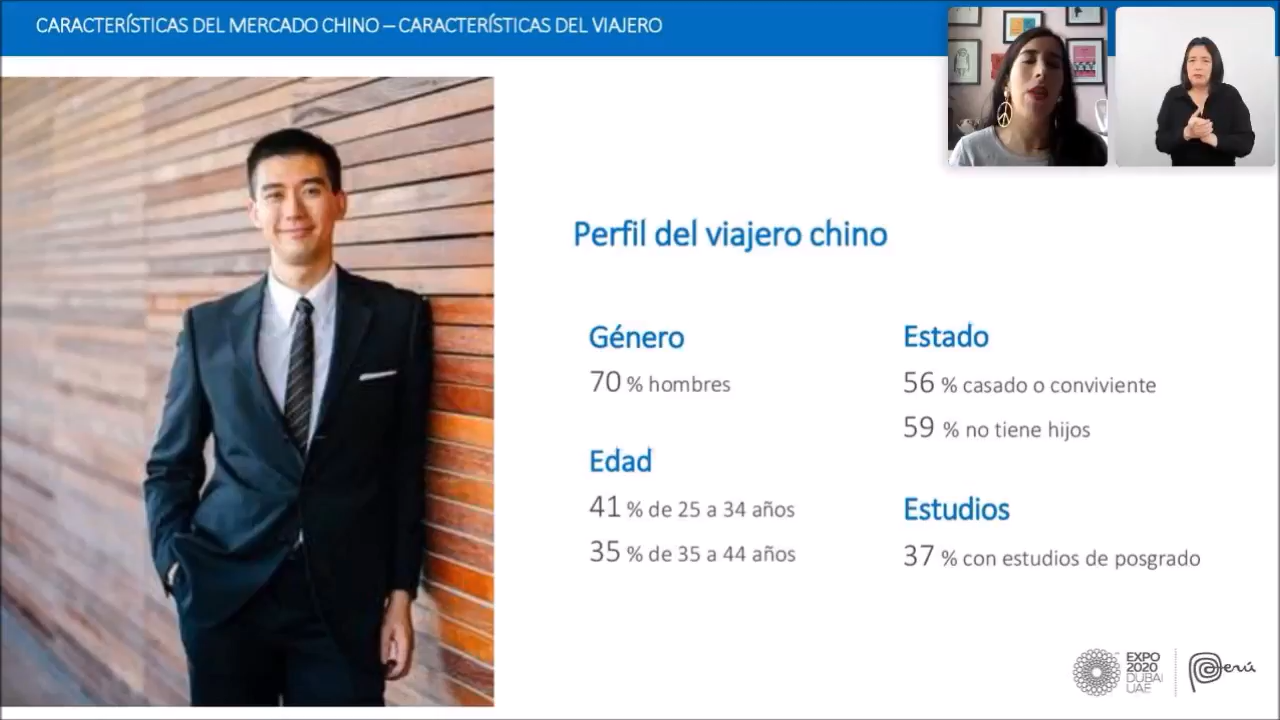 CARACTERÍSTICAS DEL MERCADO CHINO – CARACTERÍSTICAS DEL VIAJERO
Perfil del viajero chino
Género
70 % hombres
Edad
41 % de 25 a 34 años
35 % de 35 a 44 años
Estado
56 % casado o conviviente
59 % no tiene hijos
Estudios
37 % con estudios de posgrado
EXPO
2020
DUBAI
UAE
Perú